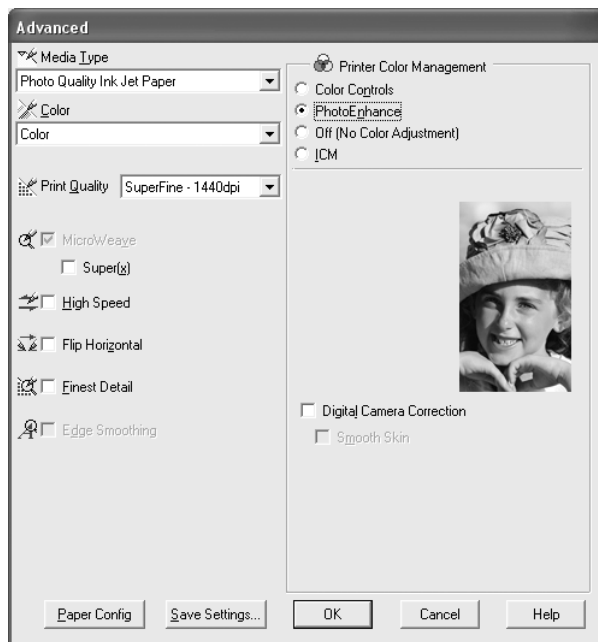 Advanced
Media Type
Photo Quality Ink Jet Paper
Color
Color
Print Quality
SuperFine - 1440dpi
MicroWeave
Super(x)
High Speed
Flip Horizontal
Finest Detail
Edge Smoothing
Printer Color Management
Color Controls
PhotoEnhance
Off (No Color Adjustment)
ICM
Digital Camera Correction
Smooth Skin
Paper Config
Save Settings...
OK
Cancel
Help